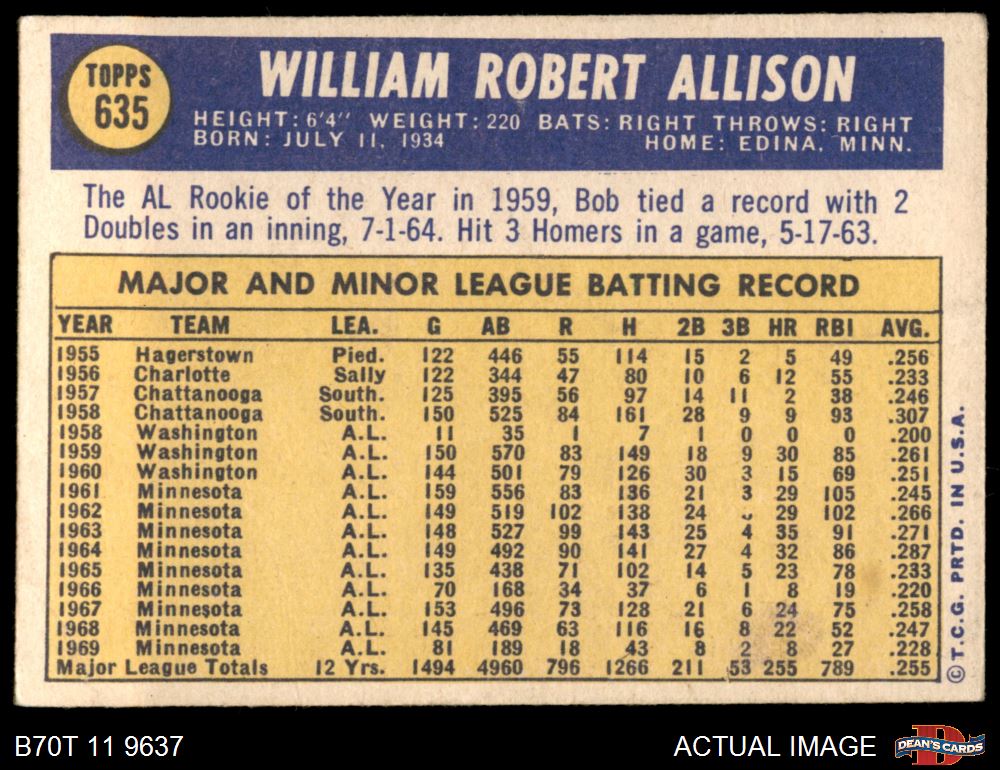 TOPPS
635
WILLIAM ROBERT ALLISON
HEIGHT: 6'4" WEIGHT: 220 BATS: RIGHT THROWS: RIGHT
BORN: JULY 11, 1934 HOME: EDINA, MINN.
The AL Rookie of the Year in 1959, Bob tied a record with 2
Doubles in an inning, 7-1-64. Hit 3 Homers in a game, 5-17-63.
MAJOR AND MINOR LEAGUE BATTING RECORD
YEAR TEAM LEA. G AB R H 2B 3B HR RBI AVG.
1955 Hagerstown Pied. 122 446 55 114 15 2 5 49 .256
1956 Charlotte Sally 122 344 47 80 10 6 12 55 .233
1957 Chattanooga South. 125 395 56 97 14 11 2 38 .246
1958 Chattanooga South. 150 525 84 161 28 9 9 93 .307
1958 Washington A.L. 11 35 1 7 1 0 0 0 .200
1959 Washington A.L. 150 570 83 149 18 9 30 85 .261
1960 Washington A.L. 144 501 79 126 30 3 15 69 .251
1961 Minnesota A.L. 159 556 83 136 21 3 29 105 .245
1962 Minnesota A.L. 149 519 102 138 24 29 102 .266
1963 Minnesota A.L. 148 527 99 143 25 4 35 91 .271
1964 Minnesota A.L. 149 492 90 141 27 4 32 86 .287
1965 Minnesota A.L. 135 438 71 102 14 5 23 78 .233
1966 Minnesota A.L. 70 168 34 37 6 1 8 19 .220
1967 Minnesota A.L. 153 496 73 128 21 6 24 75 .258
1968 Minnesota A.L. 145 469 63 116 16 8 22 52 .247
1969 Minnesota A.L. 81 189 18 43 8 2 8 27 .228
Major League Totals 12 Yrs. 1494 4960 796 1266 211 53 255 789 .255
©T.C.G. PRTD. IN U.S.A.
B70T 11 9637
ACTUAL IMAGE
DEAN'S CARDS